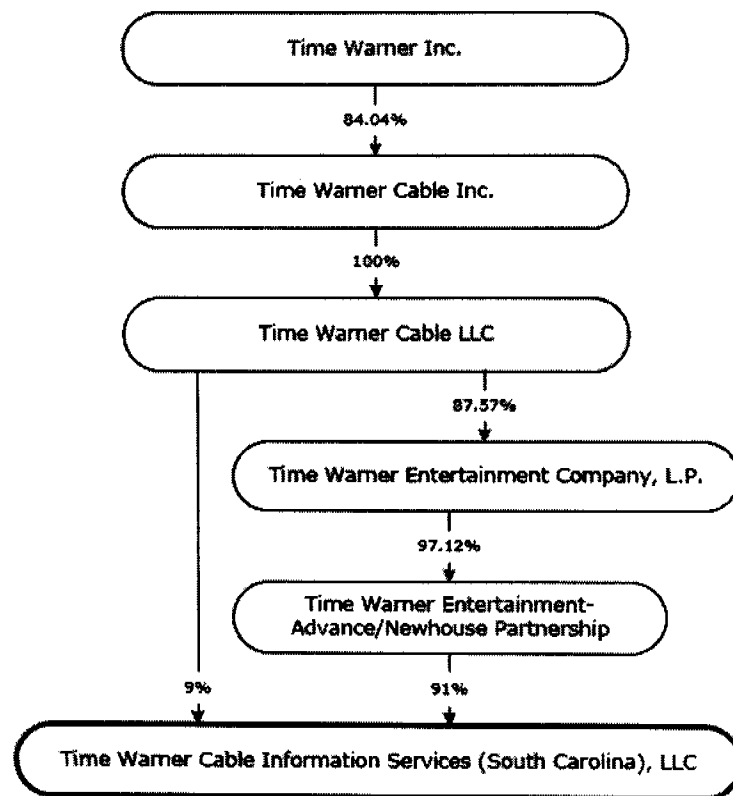 Time Warner Inc.
84.04%
Time Warner Cable Inc.
100%
Time Warner Cable LLC
87.57%
Time Warner Entertainment Company, L.P.
97.12%
Time Warner Entertainment-
Advance/Newhouse Partnership
9%
91%
Time Warner Cable Information Services (South Carolina), LLC